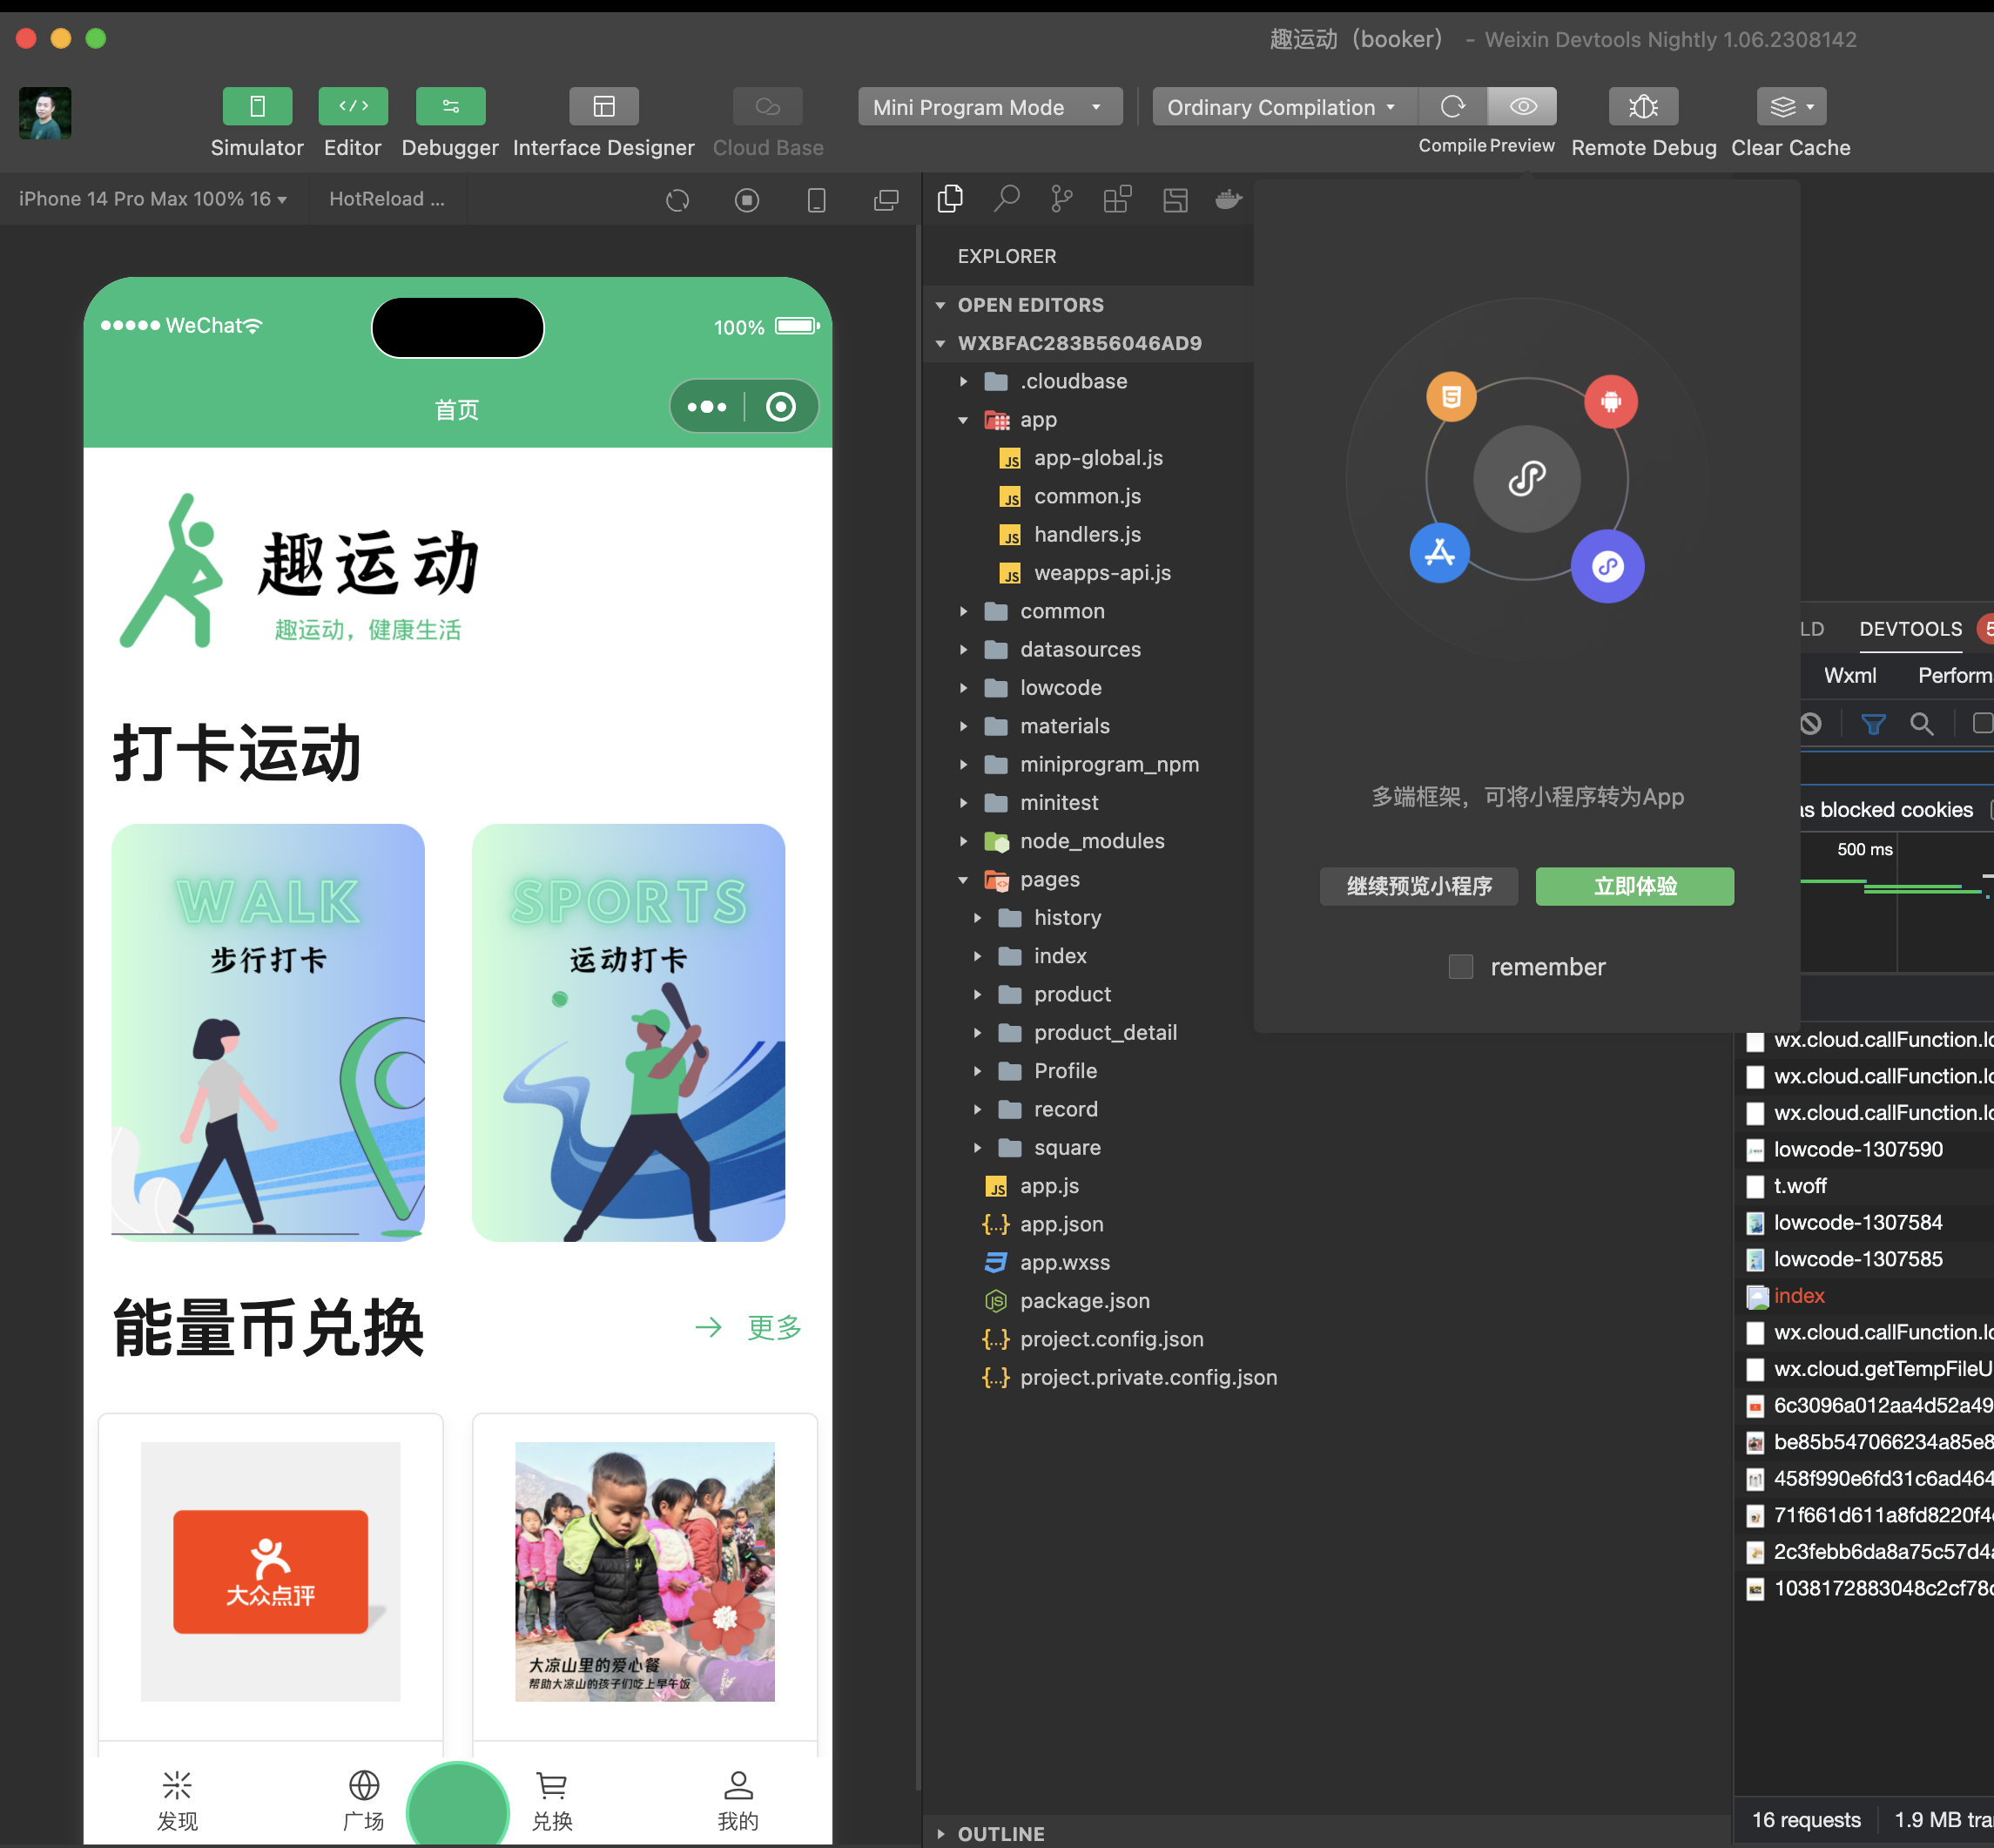 趣运动（booker） - Weixin Devtools Nightly 1.06.2308142
Simulator
Editor
Debugger
Interface Designer
Cloud Base
Mini Program Mode
Ordinary Compilation
Compile
Preview
Remote Debug
Clear Cache
iPhone 14 Pro Max 100% 16
HotReload ...
WeChat
100%
首页
趣运动
趣运动，健康生活
打卡运动
WALK
步行打卡
SPORTS
运动打卡
能量币兑换
更多
大众点评
大凉山里的爱心餐
帮助大凉山的孩子们吃上早午饭
发现
广场
兑换
我的
EXPLORER
OPEN EDITORS
WXBFAC283B56046AD9
.cloudbase
app
app-global.js
common.js
handlers.js
weapps-api.js
common
datasources
lowcode
materials
miniprogram_npm
minitest
node_modules
pages
history
index
product
product_detail
Profile
record
square
app.js
app.json
app.wxss
package.json
project.config.json
project.private.config.json
OUTLINE
多端框架，可将小程序转为App
继续预览小程序
立即体验
remember
LD
DEVTOOLS
5
Wxml
Perform
as blocked cookies
500 ms
wx.cloud.callFunction.lo
wx.cloud.callFunction.lo
wx.cloud.callFunction.lo
lowcode-1307590
t.woff
lowcode-1307584
lowcode-1307585
index
wx.cloud.callFunction.lo
wx.cloud.getTempFileU
6c3096a012aa4d52a49
be85b547066234a85e8
458f990e6fd31c6ad464
71f661d611a8fd8220f4
2c3febb6da8a75c57d4
1038172883048c2cf78
16 requests
1.9 MB tra